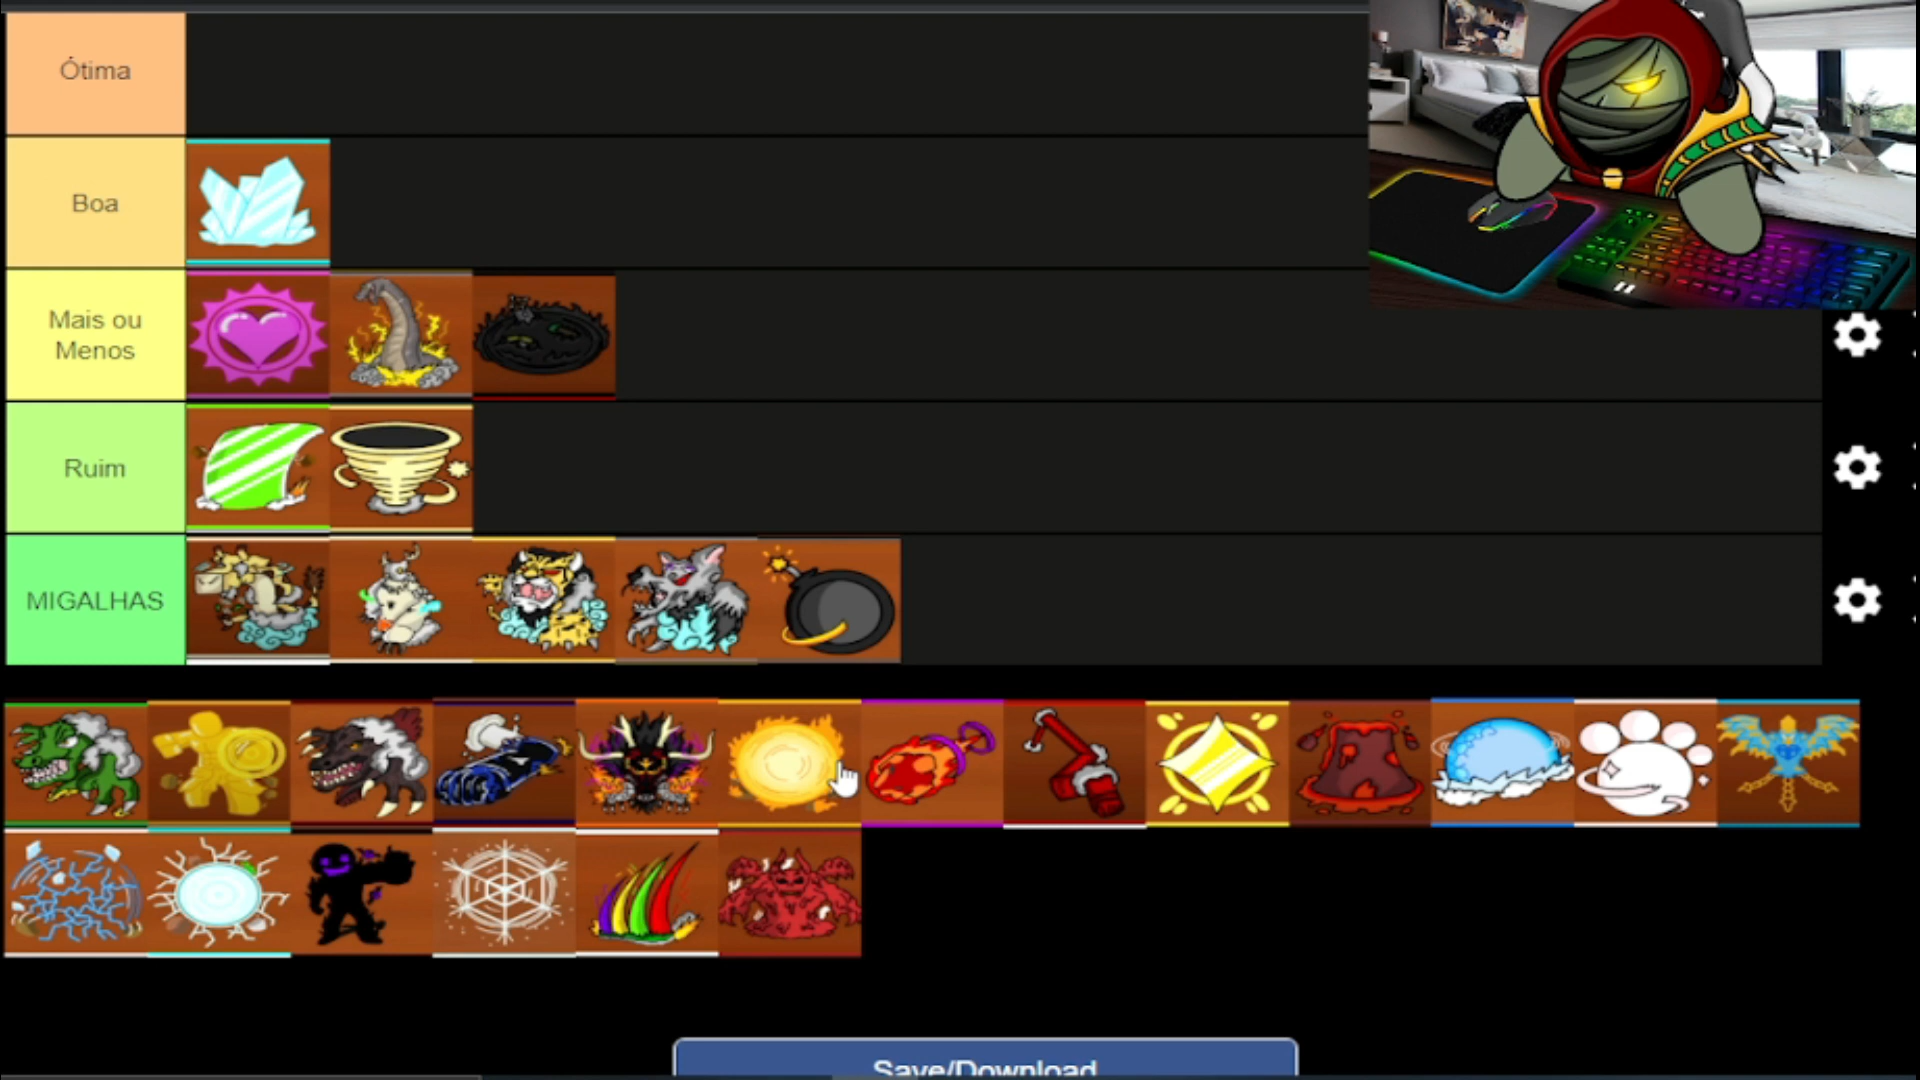 Ótima
Boa
Mais ou
Menos
Ruim
MIGALHAS
Save/Download